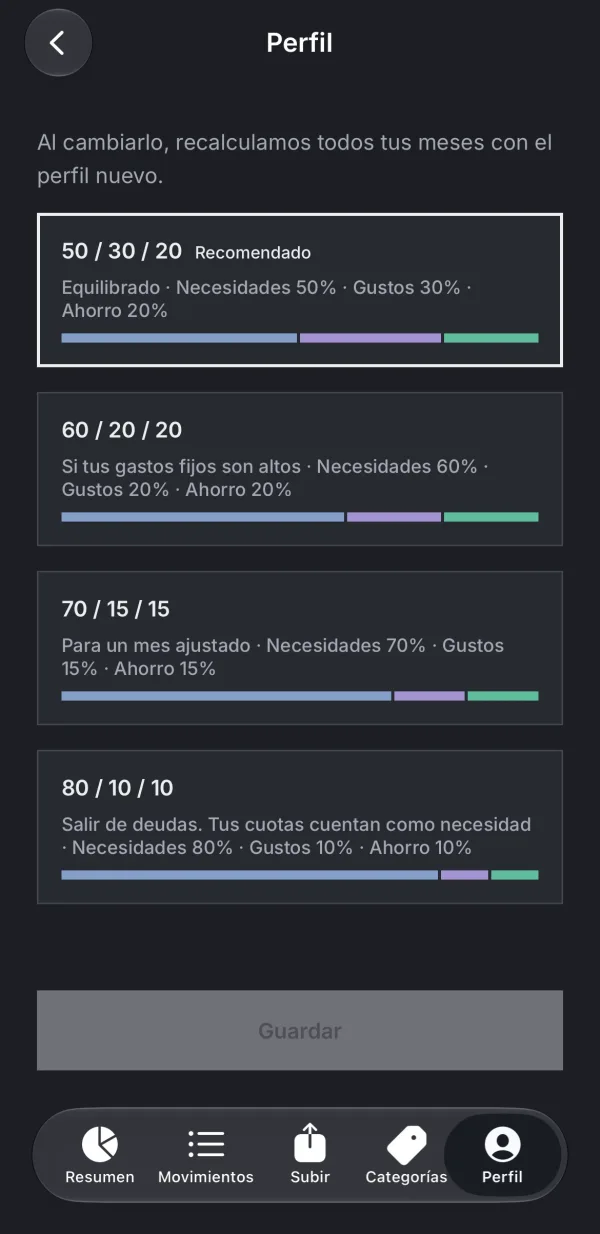 Perfil
Al cambiarlo, recalculamos todos tus meses con el
perfil nuevo.
50 / 30 / 20 Recomendado
Equilibrado · Necesidades 50% · Gustos 30% ·
Ahorro 20%
60 / 20 / 20
Si tus gastos fijos son altos · Necesidades 60% ·
Gustos 20% · Ahorro 20%
70 / 15 / 15
Para un mes ajustado · Necesidades 70% · Gustos
15% · Ahorro 15%
80 / 10 / 10
Salir de deudas. Tus cuotas cuentan como necesidad
· Necesidades 80% · Gustos 10% · Ahorro 10%
Guardar
Resumen Movimientos Subir Categorías Perfil